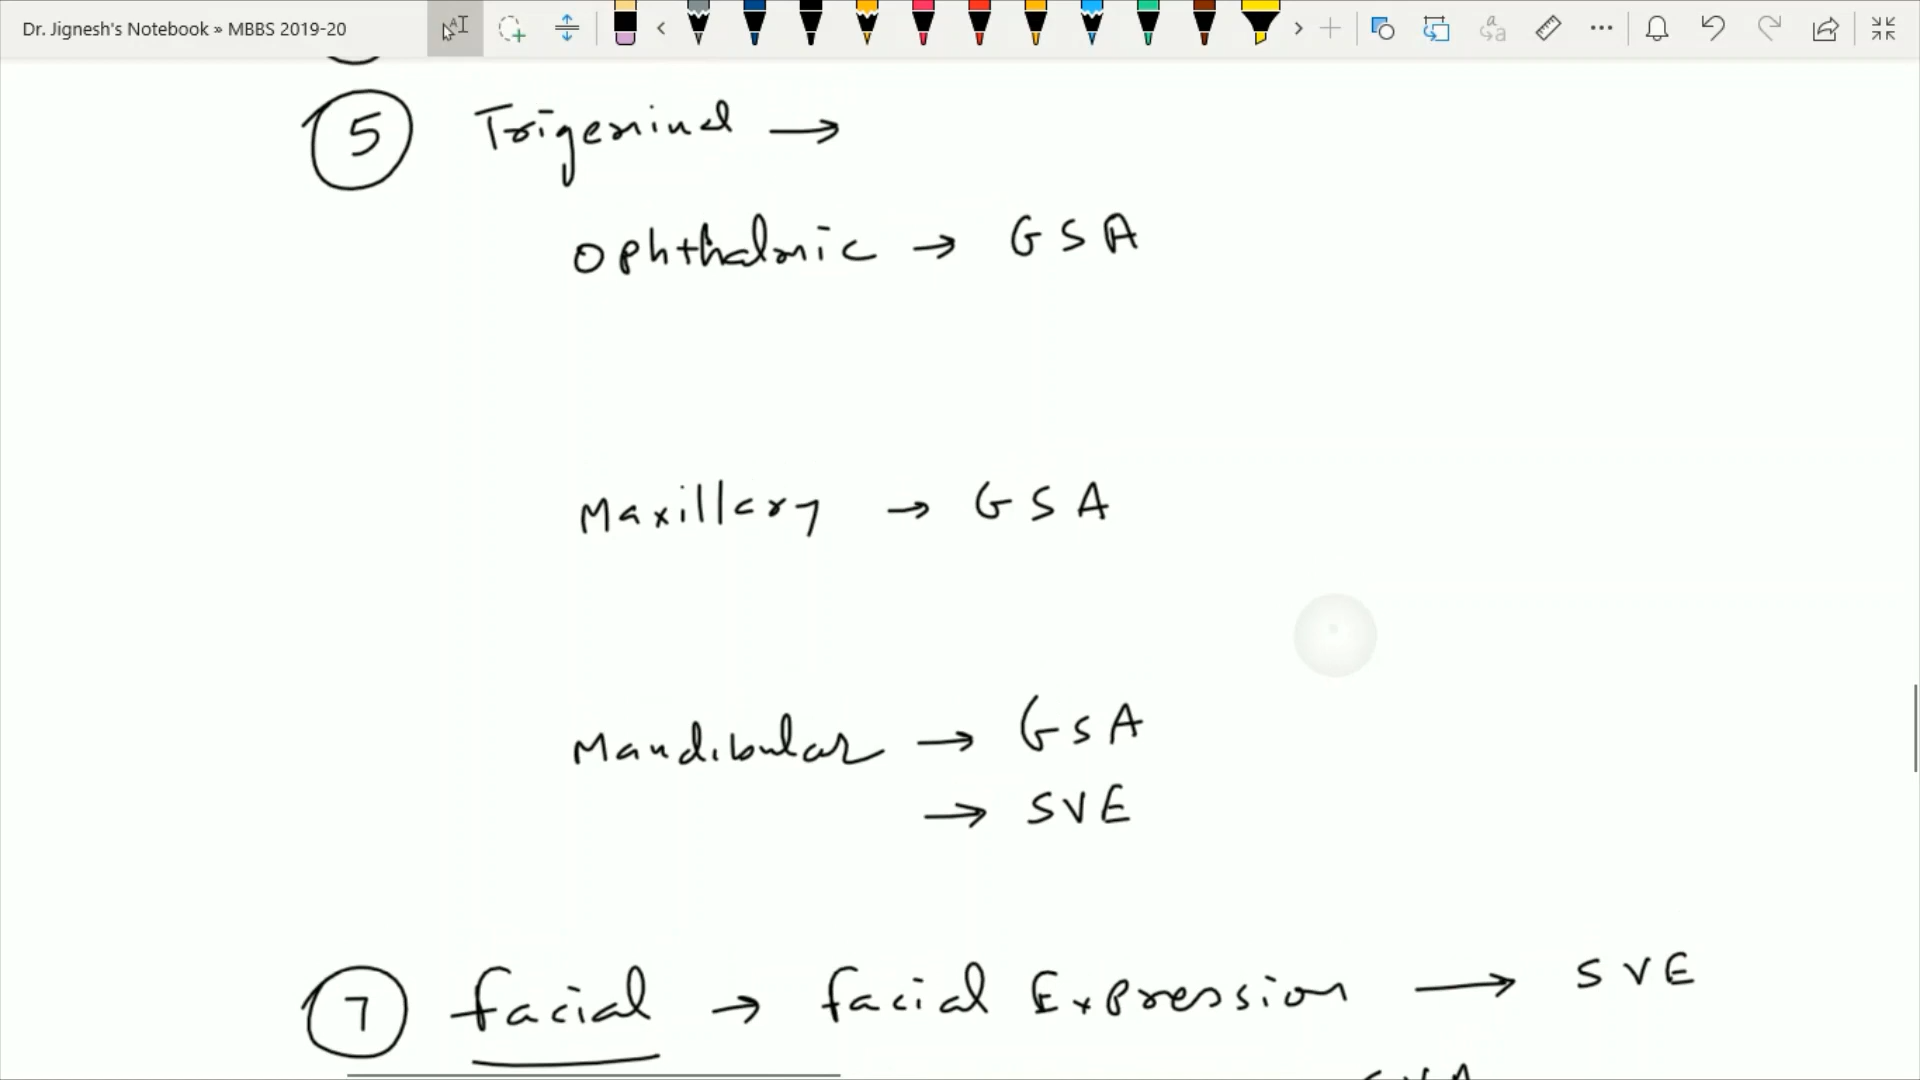 Dr. Jignesh's Notebook » MBBS 2019-20
5 Trigeminal →
Ophthalmic → GSA
Maxillary → GSA
Mandibular → GSA
→ SVE
7 facial → facial Expression → SVE